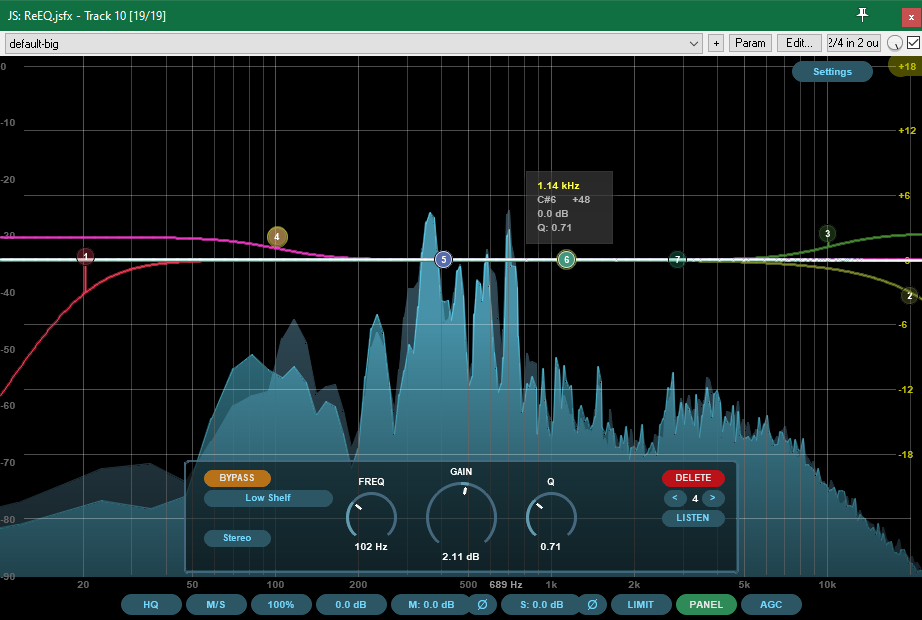 JS: ReEQ.jsfx - Track 10 [19/19]
x
default-big
+
Param
Edit...
2/4 in 2 ou
Settings
0
-10
-20
-30
-40
-50
-60
-70
-80
-90
+18
+12
+6
0
-6
-12
-18
1
4
5
6
7
3
2
1.14 kHz
C#6 +48
0.0 dB
Q: 0.71
BYPASS
Low Shelf
Stereo
FREQ
102 Hz
GAIN
2.11 dB
Q
0.71
DELETE
< 4 >
LISTEN
20 50 100 200 500 689 Hz 1k 2k 5k 10k
HQ M/S 100% 0.0 dB M: 0.0 dB Ø S: 0.0 dB Ø LIMIT PANEL AGC